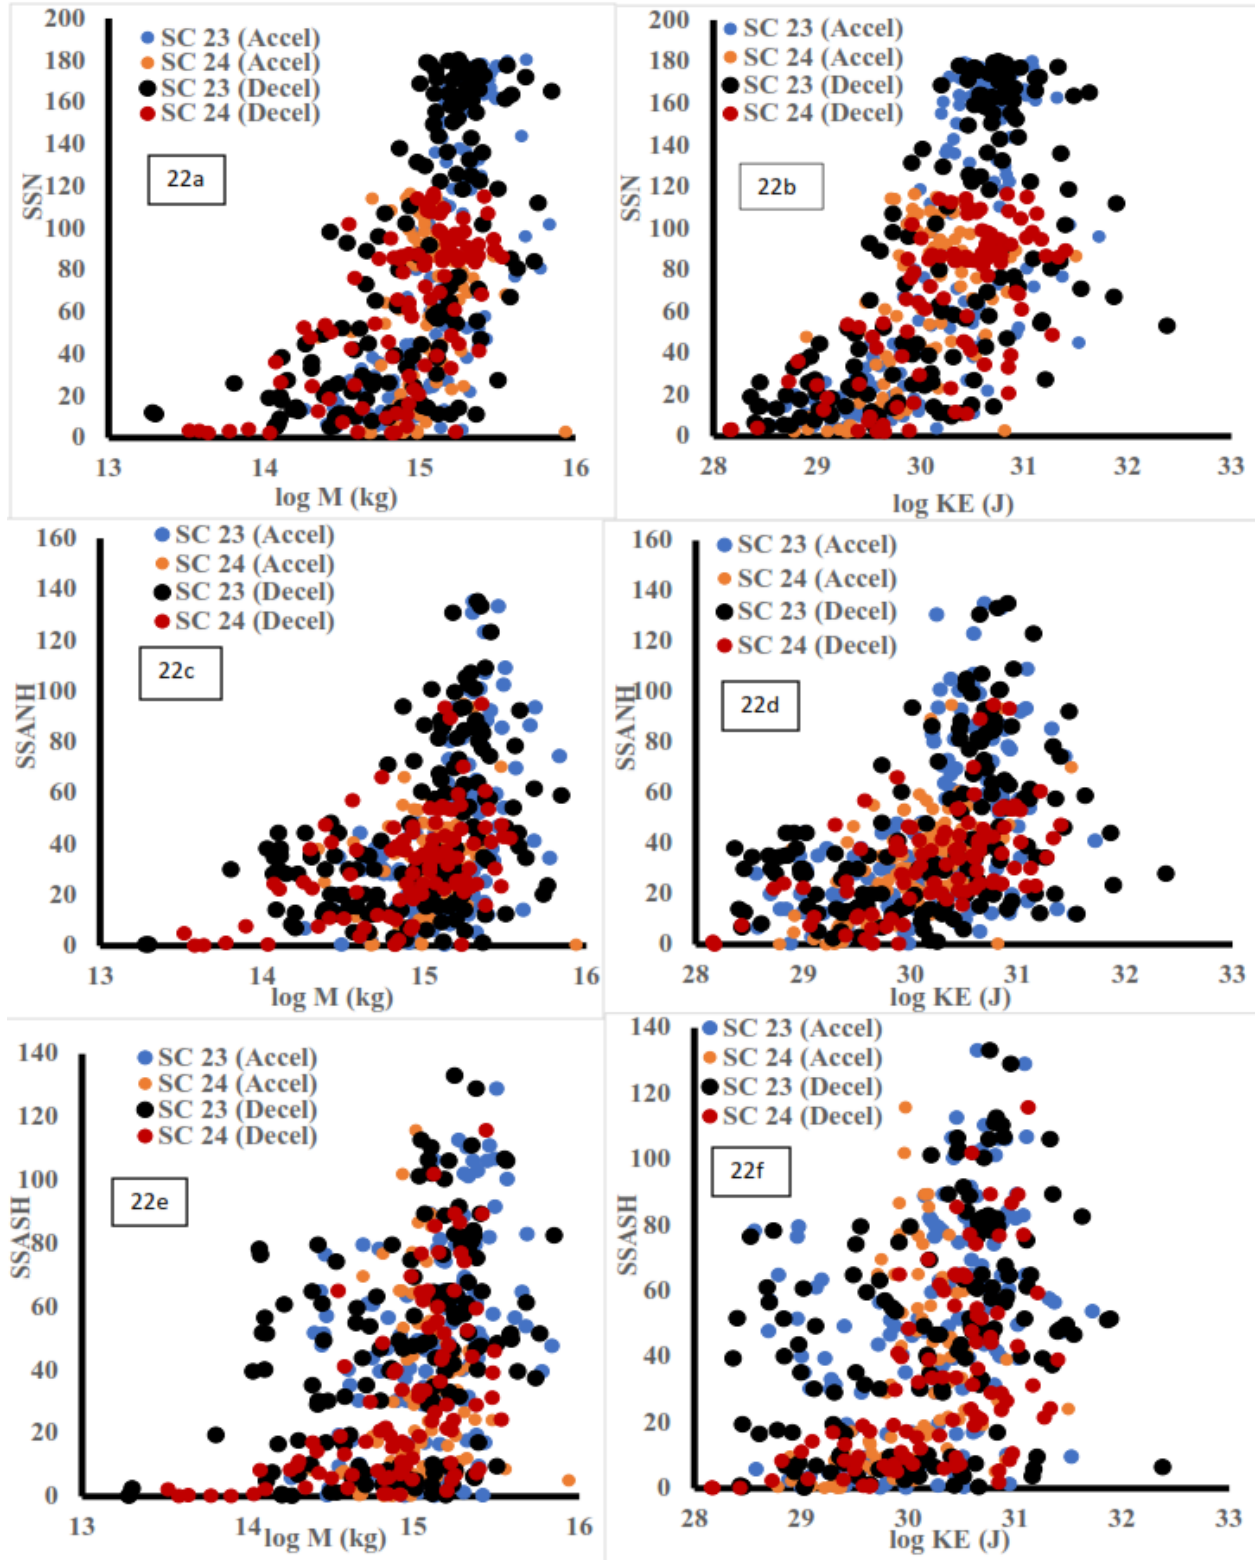 200
180
160
140
120
100
80
60
40
20
0
SSN
SC 23 (Accel)
SC 24 (Accel)
SC 23 (Decel)
SC 24 (Decel)
22a
13 14 15 16
log M (kg)
200
180
160
140
120
100
80
60
40
20
0
SSN
SC 23 (Accel)
SC 24 (Accel)
SC 23 (Decel)
SC 24 (Decel)
22b
28 29 30 31 32 33
log KE (J)
160
140
120
100
80
60
40
20
0
SSANH
SC 23 (Accel)
SC 24 (Accel)
SC 23 (Decel)
SC 24 (Decel)
22c
13 14 15 16
log M (kg)
160
140
120
100
80
60
40
20
0
SSANH
SC 23 (Accel)
SC 24 (Accel)
SC 23 (Decel)
SC 24 (Decel)
22d
28 29 30 31 32 33
log KE (J)
140
120
100
80
60
40
20
0
SSASH
SC 23 (Accel)
SC 24 (Accel)
SC 23 (Decel)
SC 24 (Decel)
22e
13 14 15 16
log M (kg)
140
120
100
80
60
40
20
0
SSASH
SC 23 (Accel)
SC 24 (Accel)
SC 23 (Decel)
SC 24 (Decel)
22f
28 29 30 31 32 33
log KE (J)